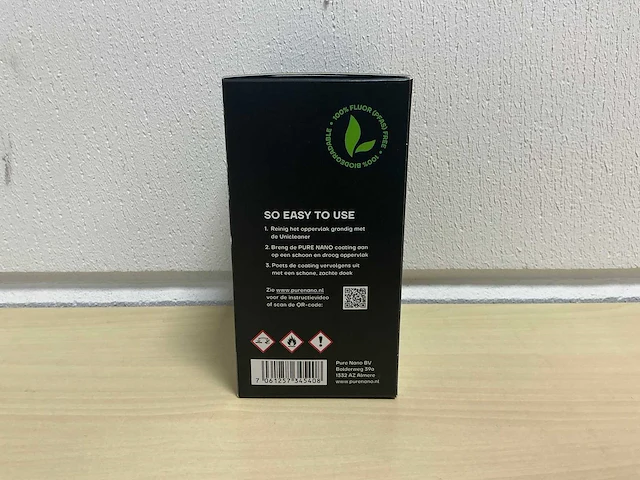 100% FLUOR (PFAS) FREE • 100% BIODEGRADABLE •
SO EASY TO USE
1. Reinig het oppervlak grondig met
de Unicleaner
2. Breng de PURE NANO coating aan
op een schoon en droog oppervlak
3. Poets de coating vervolgens uit
met een schone, zachte doek
Zie www.purenano.nl
voor de instructievideo
of scan de QR-code:
7 061257 345408
Pure Nano BV
Bolderweg 39a
1332 AZ Almere
www.purenano.nl